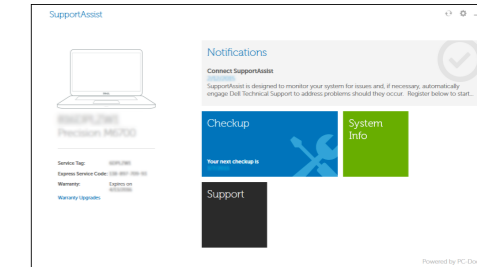 SupportAssist
Notifications
Connect SupportAssist
SupportAssist is designed to monitor your system for issues and, if necessary, automatically
engage Dell Technical Support to address problems should they occur. Register below to start...
Checkup
Your next checkup is
System
Info
Support
Precision M6700
Service Tag:
Express Service Code:
Warranty: Expires on
Warranty Upgrades
Powered by PC-Doc